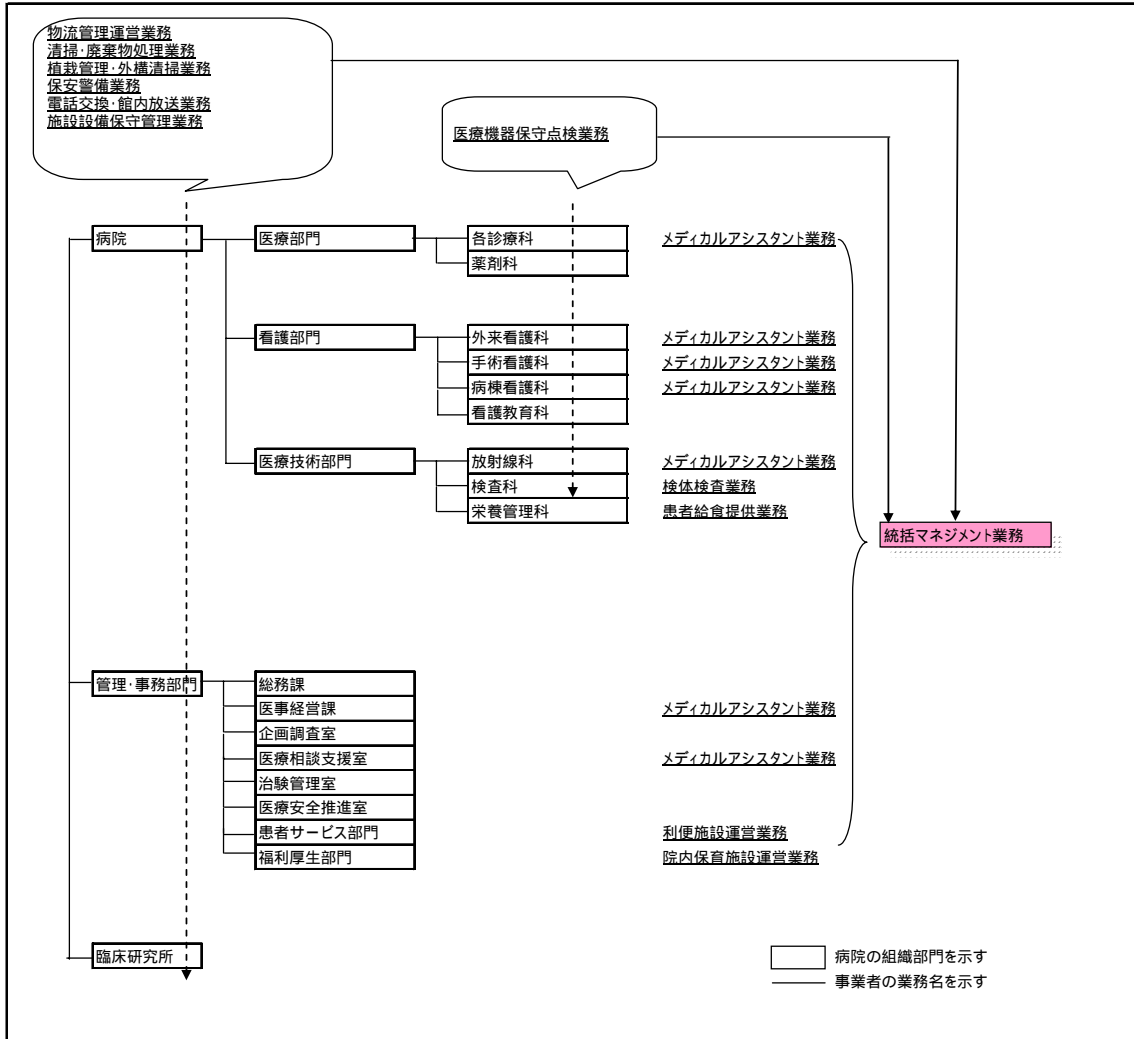 物流管理運営業務
清掃・廃棄物処理業務
植栽管理・外構清掃業務
保安警備業務
電話交換・館内放送業務
施設設備保守管理業務
医療機器保守点検業務
病院
医療部門
各診療科
メディカルアシスタント業務
薬剤科
看護部門
外来看護科
メディカルアシスタント業務
手術看護科
メディカルアシスタント業務
病棟看護科
メディカルアシスタント業務
看護教育科
医療技術部門
放射線科
メディカルアシスタント業務
検査科
検体検査業務
栄養管理科
患者給食提供業務
統括マネジメント業務
管理・事務部門
総務課
医事経営課
メディカルアシスタント業務
企画調査室
医療相談支援室
メディカルアシスタント業務
治験管理室
医療安全推進室
患者サービス部門
利便施設運営業務
福利厚生部門
院内保育施設運営業務
臨床研究所
病院の組織部門を示す
事業者の業務名を示す